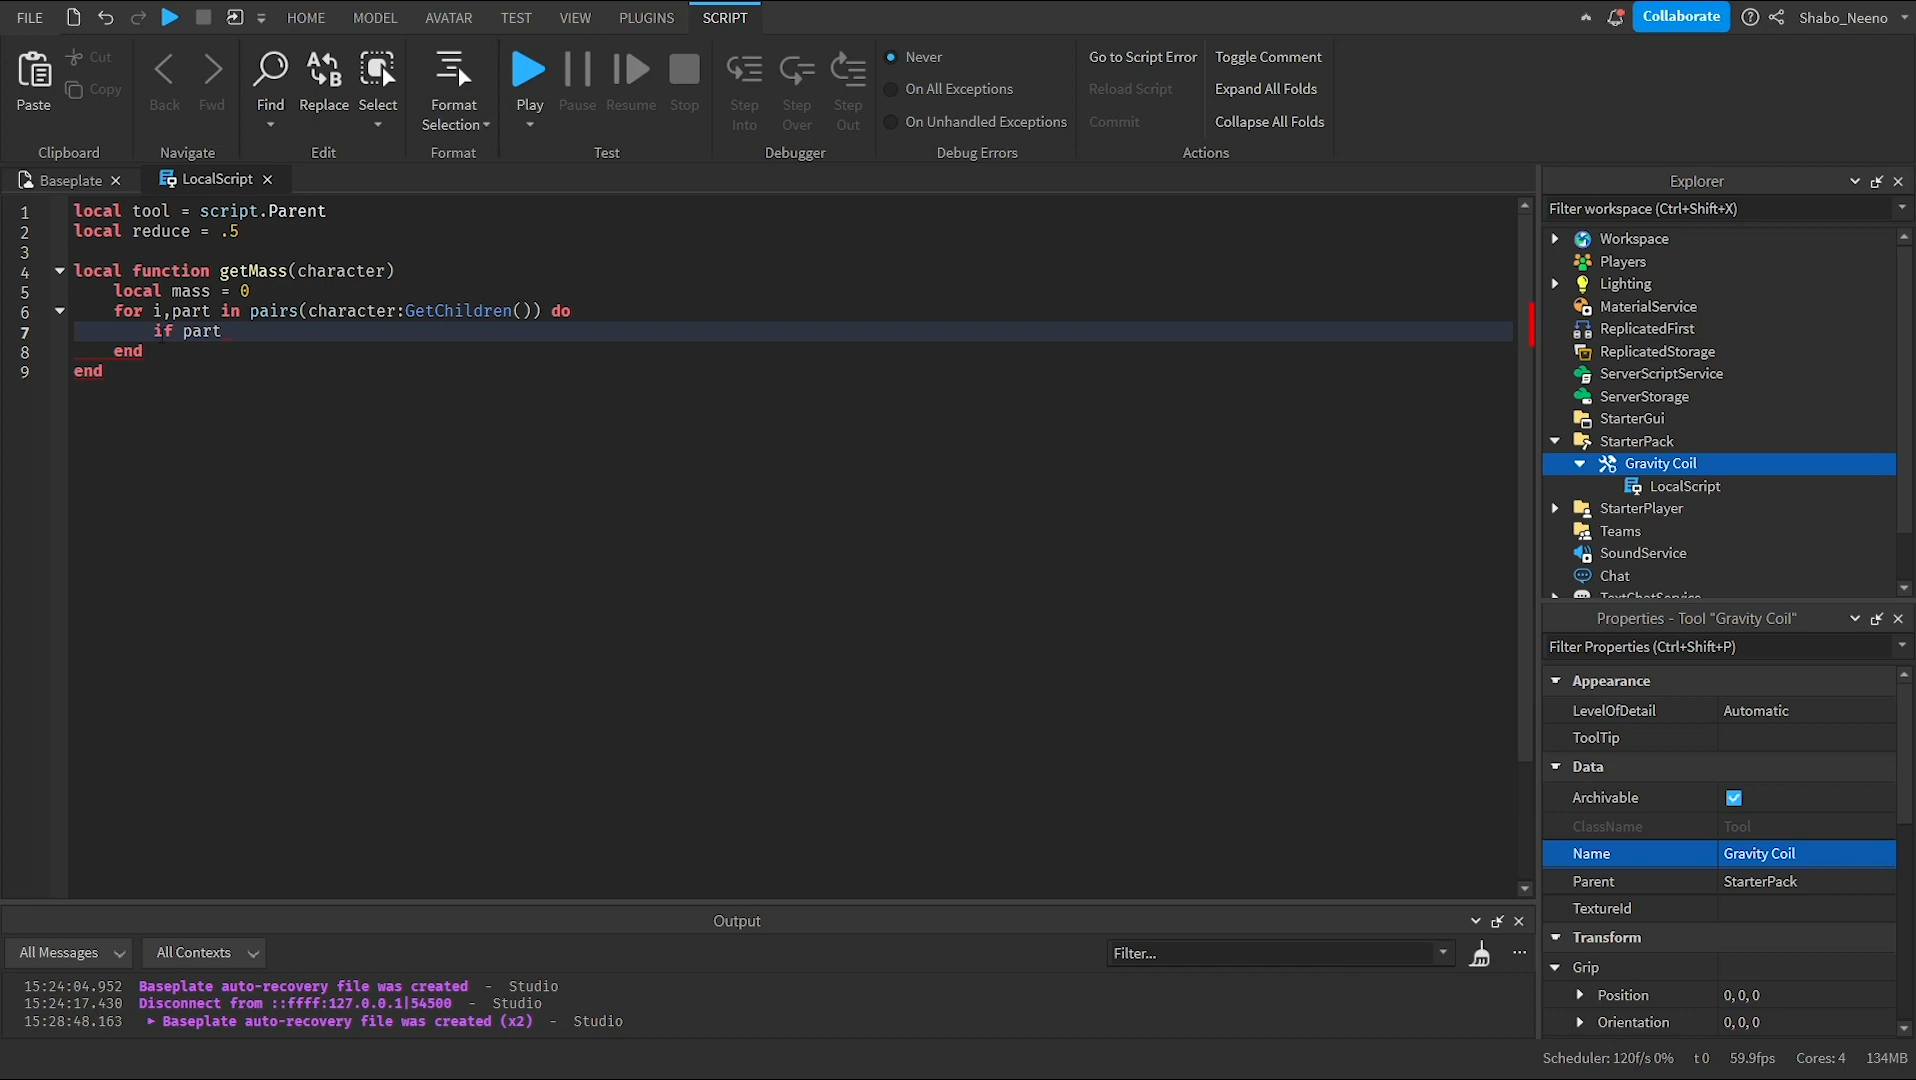 FILE HOME MODEL AVATAR TEST VIEW PLUGINS SCRIPT Collaborate Shabo_Neeno
Paste Cut Copy
Back Fwd
Find Replace Select
Format Selection
Play Pause Resume Stop
Step Into Step Over Step Out
Never
On All Exceptions
On Unhandled Exceptions
Go to Script Error
Reload Script
Commit
Toggle Comment
Expand All Folds
Collapse All Folds
Clipboard Navigate Edit Format Test Debugger Debug Errors Actions
Baseplate LocalScript
1 local tool = script.Parent
2 local reduce = .5
3
4 local function getMass(character)
5 local mass = 0
6 for i,part in pairs(character:GetChildren()) do
7 if part
8 end
9 end
Explorer
Filter workspace (Ctrl+Shift+X)
Workspace
Players
Lighting
MaterialService
ReplicatedFirst
ReplicatedStorage
ServerScriptService
ServerStorage
StarterGui
StarterPack
Gravity Coil
LocalScript
StarterPlayer
Teams
SoundService
Chat
TextChatService
Properties - Tool "Gravity Coil"
Filter Properties (Ctrl+Shift+P)
Appearance
LevelOfDetail Automatic
ToolTip
Data
Archivable
ClassName Tool
Name Gravity Coil
Parent StarterPack
TextureId
Transform
Grip
Position 0,0,0
Orientation 0,0,0
Output
All Messages All Contexts Filter...
15:24:04.952 Baseplate auto-recovery file was created - Studio
15:24:17.430 Disconnect from ::ffff:127.0.0.1|54500 - Studio
15:28:48.163 Baseplate auto-recovery file was created (x2) - Studio
Scheduler: 120f/s 0% t 0 59.9fps Cores: 4 134MB